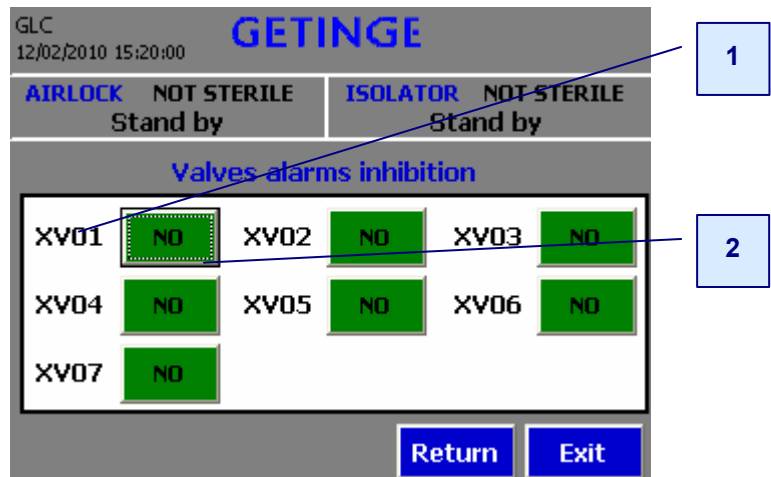 GLC
12/02/2010 15:20:00
GETINGE
AIRLOCK NOT STERILE
Stand by
ISOLATOR NOT STERILE
Stand by
Valves alarms inhibition
XV01 NO XV02 NO XV03 NO
XV04 NO XV05 NO XV06 NO
XV07 NO
Return Exit
1
2